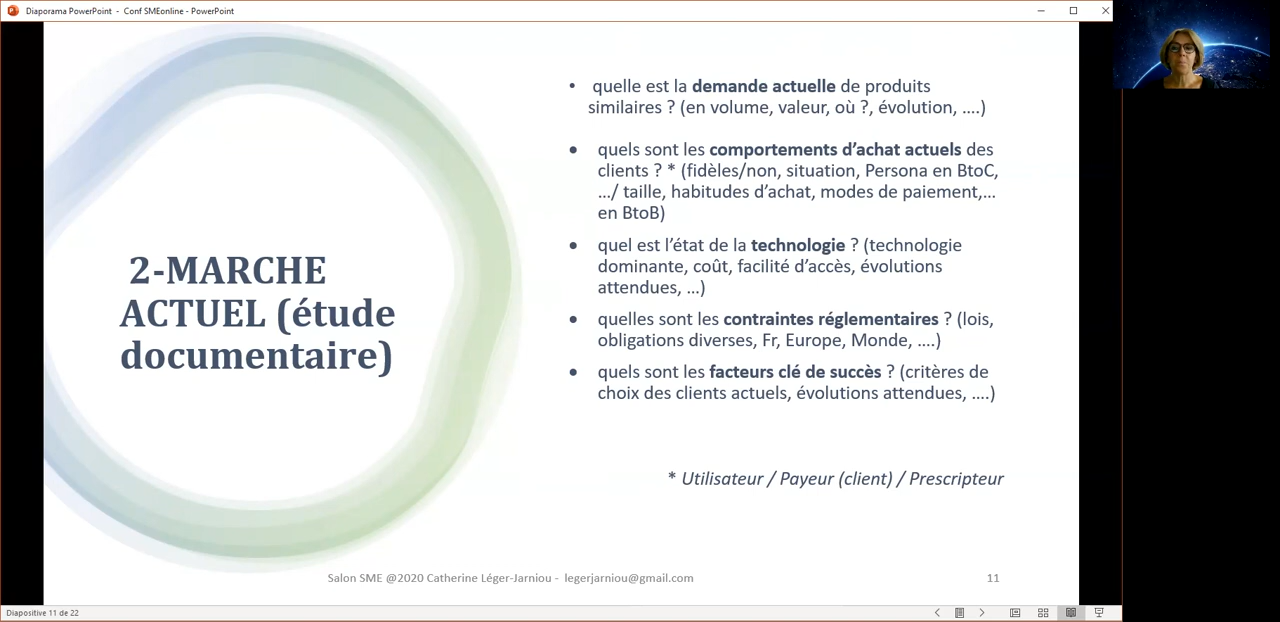 Diaporama PowerPoint - Conf SMEonline - PowerPoint
2-MARCHE
ACTUEL (étude
documentaire)
• quelle est la demande actuelle de produits
similaires ? (en volume, valeur, où ?, évolution, ....)
• quels sont les comportements d’achat actuels des
clients ? * (fidèles/non, situation, Persona en BtoC,
.../ taille, habitudes d’achat, modes de paiement,...
en BtoB)
• quel est l’état de la technologie ? (technologie
dominante, coût, facilité d’accès, évolutions
attendues, ...)
• quelles sont les contraintes réglementaires ? (lois,
obligations diverses, Fr, Europe, Monde, ....)
• quels sont les facteurs clé de succès ? (critères de
choix des clients actuels, évolutions attendues, ....)
* Utilisateur / Payeur (client) / Prescripteur
Salon SME @2020 Catherine Léger-Jarniou - legerjarniou@gmail.com
11
Diapositive 11 de 22